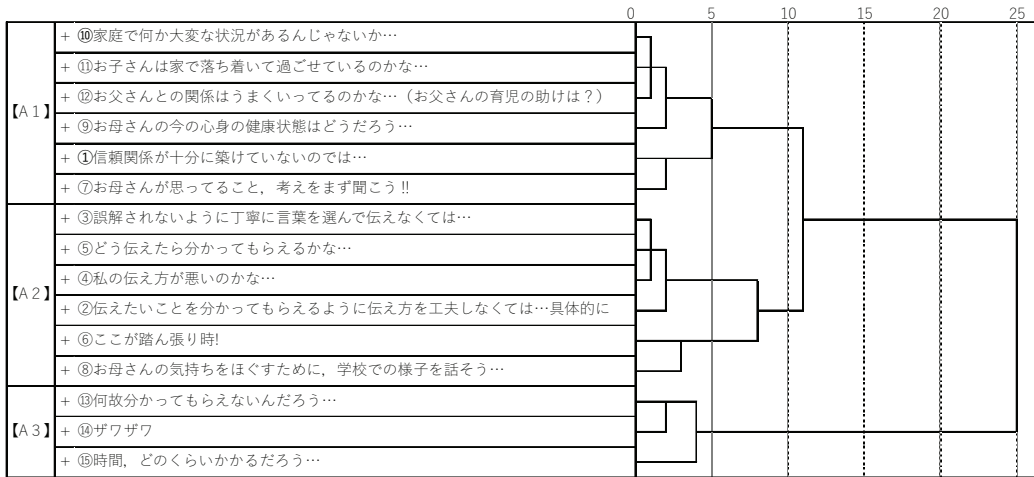 0 5 10 15 20 25
【A1】
+ ⑩家庭で何か大変な状況があるんじゃないか…
+ ⑪お子さんは家で落ち着いて過ごせているのかな…
+ ⑫お父さんとの関係はうまくいってるのかな…（お父さんの育児の助けは？）
+ ⑨お母さんの今の心身の健康状態はどうだろう…
+ ①信頼関係が十分に築けていないのでは…
+ ⑦お母さんが思ってること，考えをまず聞こう!!
【A2】
+ ③誤解されないように丁寧に言葉を選んで伝えなくては…
+ ⑤どう伝えたら分かってもらえるかな…
+ ④私の伝え方が悪いのかな…
+ ②伝えたいことを分かってもらえるように伝え方を工夫しなくては…具体的に
+ ⑥ここが踏ん張り時!
+ ⑧お母さんの気持ちをほぐすために，学校での様子を話そう…
【A3】
+ ⑬何故分かってもらえないんだろう…
+ ⑭ザワザワ
+ ⑮時間，どのくらいかかるだろう…